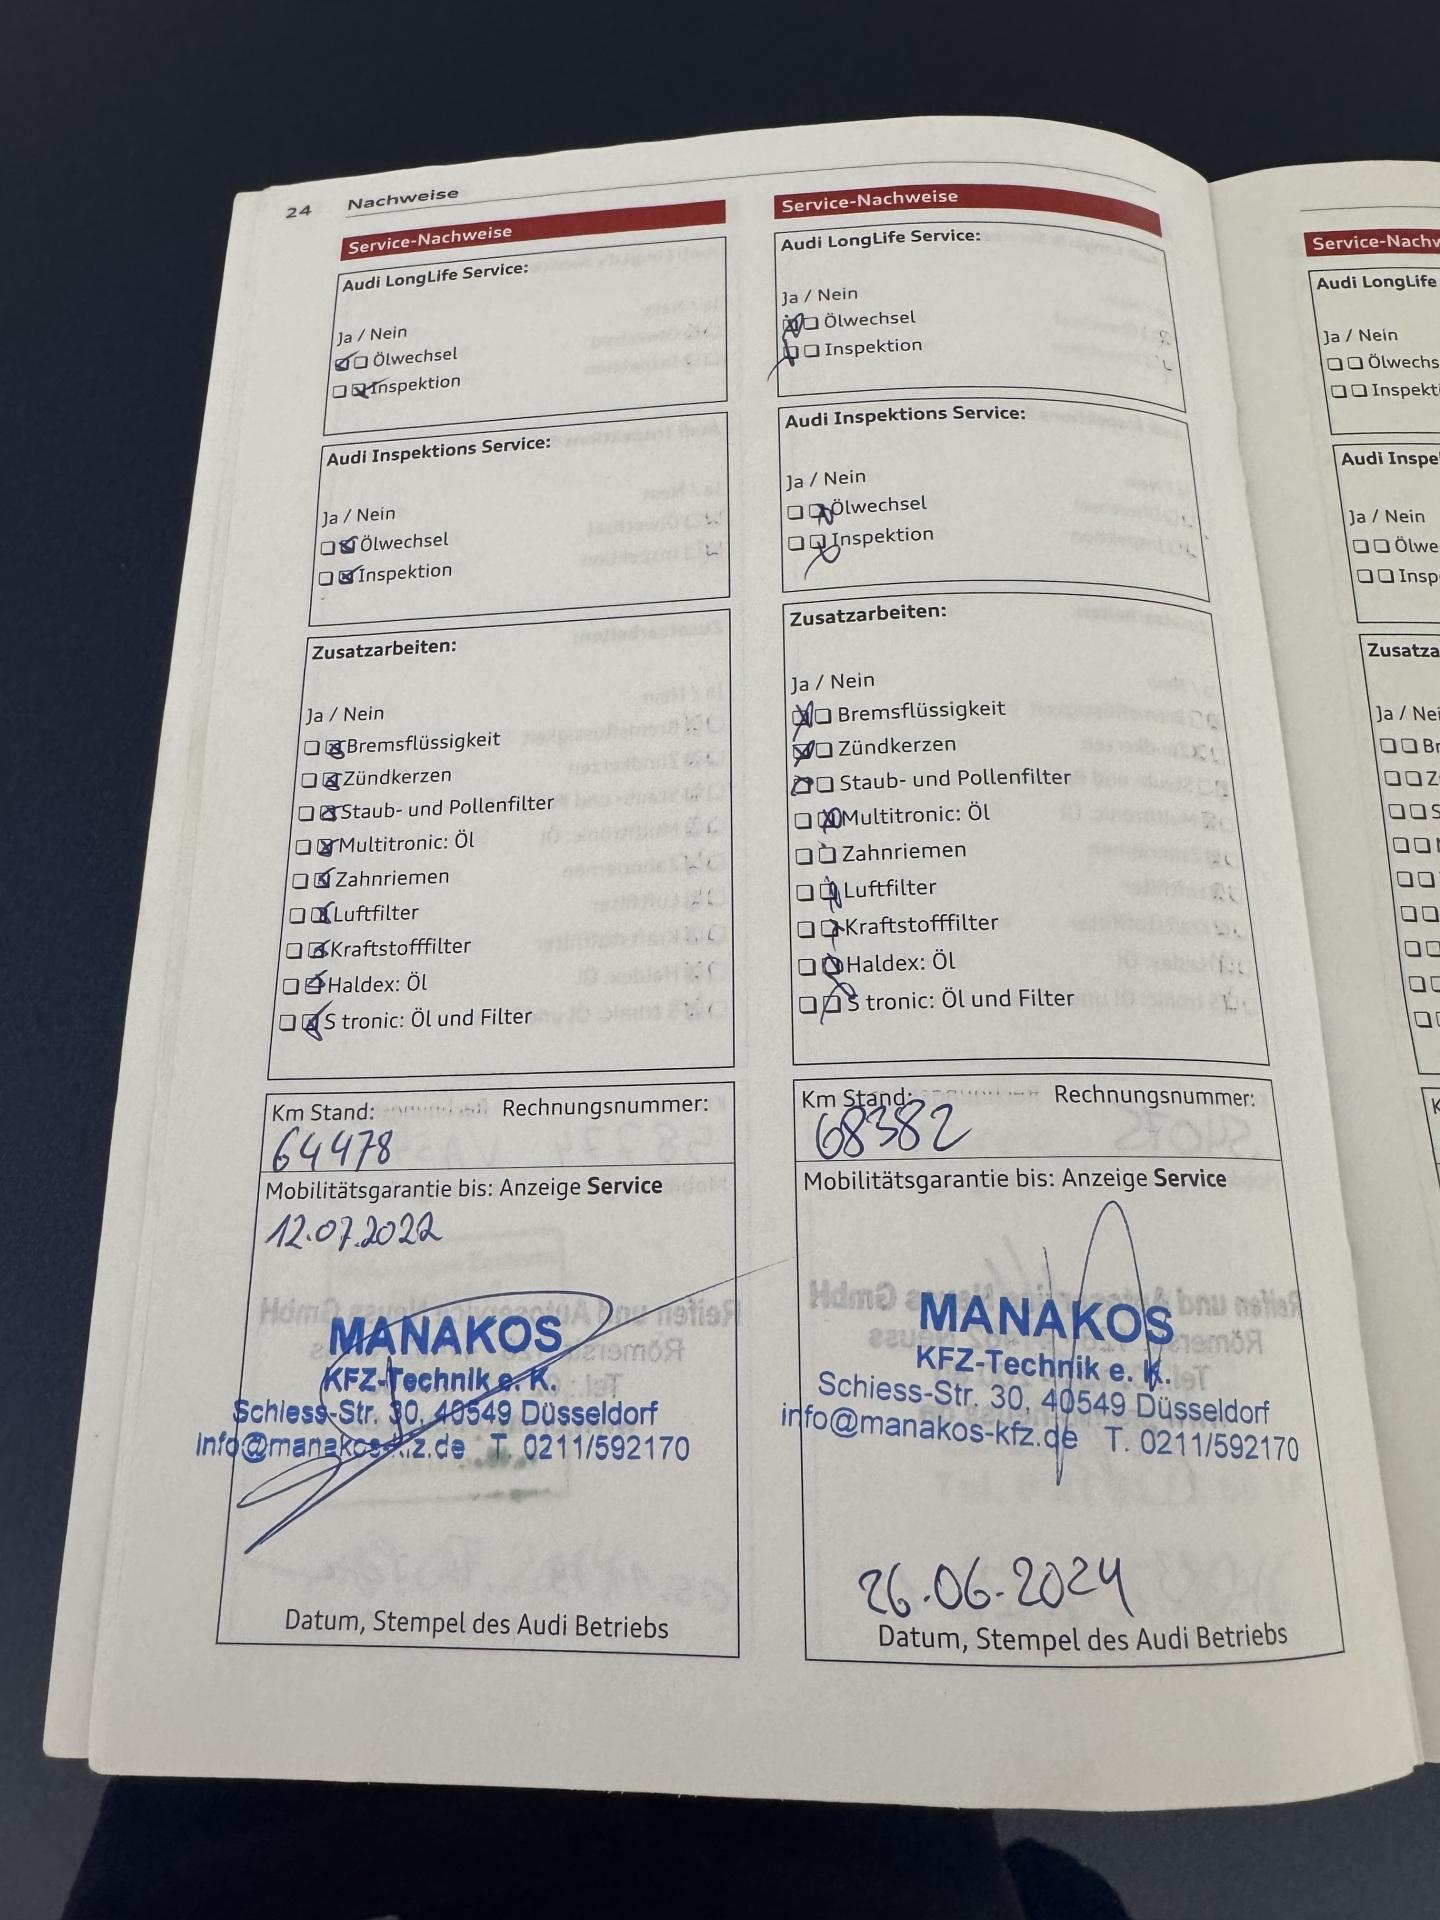 24 Nachweise
Service-Nachweise
Audi LongLife Service:
Ja / Nein
Ölwechsel
Inspektion
Audi Inspektions Service:
Ja / Nein
Ölwechsel
Inspektion
Zusatzarbeiten:
Ja / Nein
Bremsflüssigkeit
Zündkerzen
Staub- und Pollenfilter
Multitronic: Öl
Zahnriemen
Luftfilter
Kraftstofffilter
Haldex: Öl
S tronic: Öl und Filter
Km Stand: Rechnungsnummer:
64478
Mobilitätsgarantie bis: Anzeige Service
12.07.2022
MANAKOS
KFZ-Technik e. K.
Schiess-Str. 30, 40549 Düsseldorf
info@manakos-kfz.de T. 0211/592170
Datum, Stempel des Audi Betriebs
Service-Nachweise
Audi LongLife Service:
Ja / Nein
Ölwechsel
Inspektion
Audi Inspektions Service:
Ja / Nein
Ölwechsel
Inspektion
Zusatzarbeiten:
Ja / Nein
Bremsflüssigkeit
Zündkerzen
Staub- und Pollenfilter
Multitronic: Öl
Zahnriemen
Luftfilter
Kraftstofffilter
Haldex: Öl
S tronic: Öl und Filter
Km Stand: Rechnungsnummer:
68382
Mobilitätsgarantie bis: Anzeige Service
MANAKOS
KFZ-Technik e. K.
Schiess-Str. 30, 40549 Düsseldorf
info@manakos-kfz.de T. 0211/592170
26.06.2024
Datum, Stempel des Audi Betriebs
Service-Nachw
Audi LongLife
Ja / Nein
Ölwechs
Inspekti
Audi Inspe
Ja / Nein
Ölwe
Insp
Zusatza
Ja / Nei
Br
Z
S